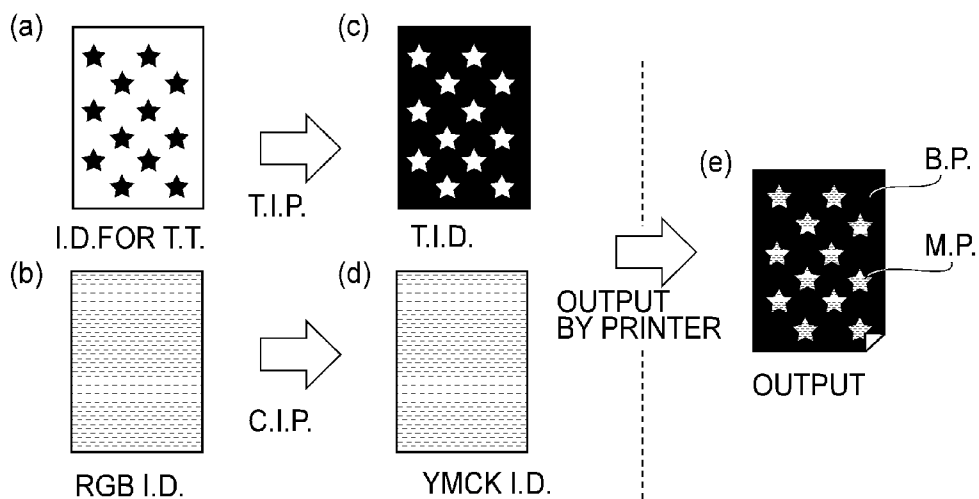 (a)
I.D.FOR T.T.
T.I.P.
(c)
T.I.D.
(b)
RGB I.D.
C.I.P.
(d)
YMCK I.D.
OUTPUT
BY PRINTER
(e)
B.P.
M.P.
OUTPUT